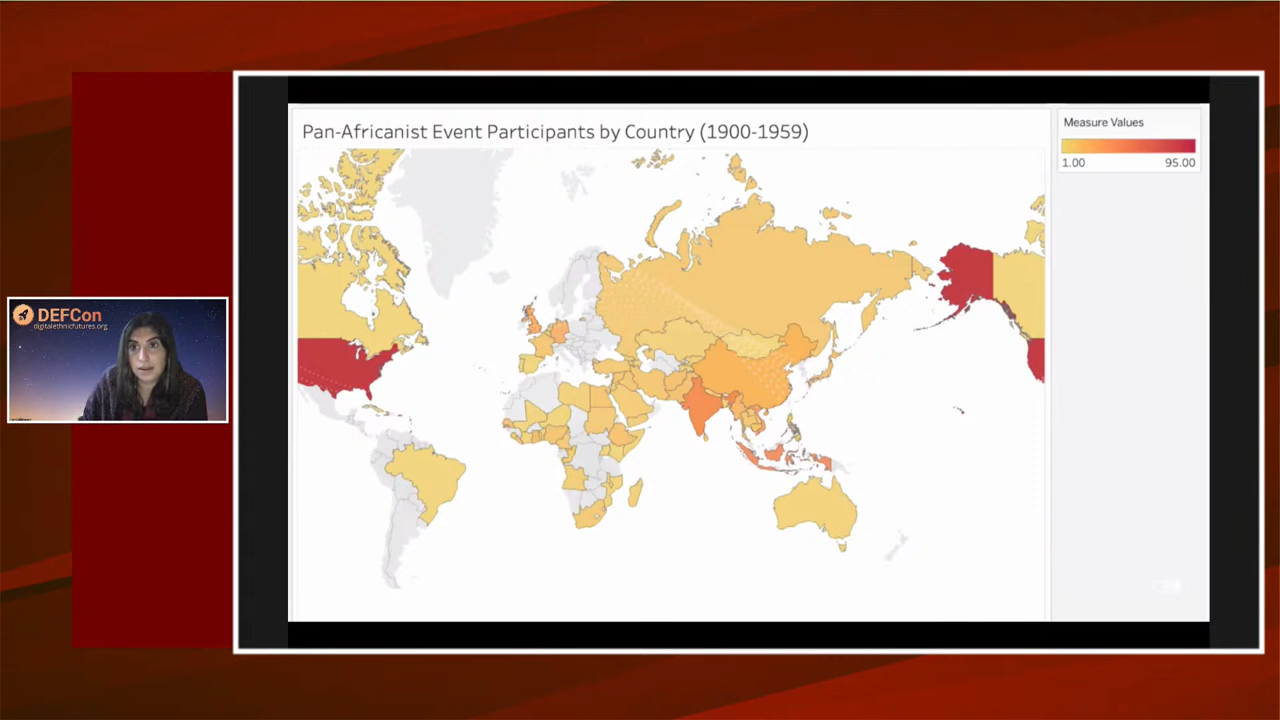 DEFCon
digitalethnicfutures.org
Pan-Africanist Event Participants by Country (1900-1959)
Measure Values
1.00 95.00